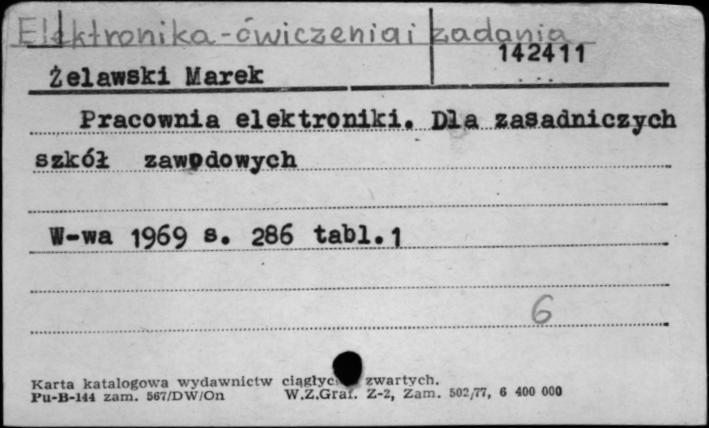 Elektronika-ćwiczenia i zadania
142411
Żelawski Marek
Pracownia elektroniki. Dla zasadniczych
szkół zawodowych
W-wa 1969 s. 286 tabl.1
6
Karta katalogowa wydawnictw zwartych.
Pu-B-144 zam. 567/DW/On W.Z.Graf. Z-2, Zam. 502/77, 6 400 000